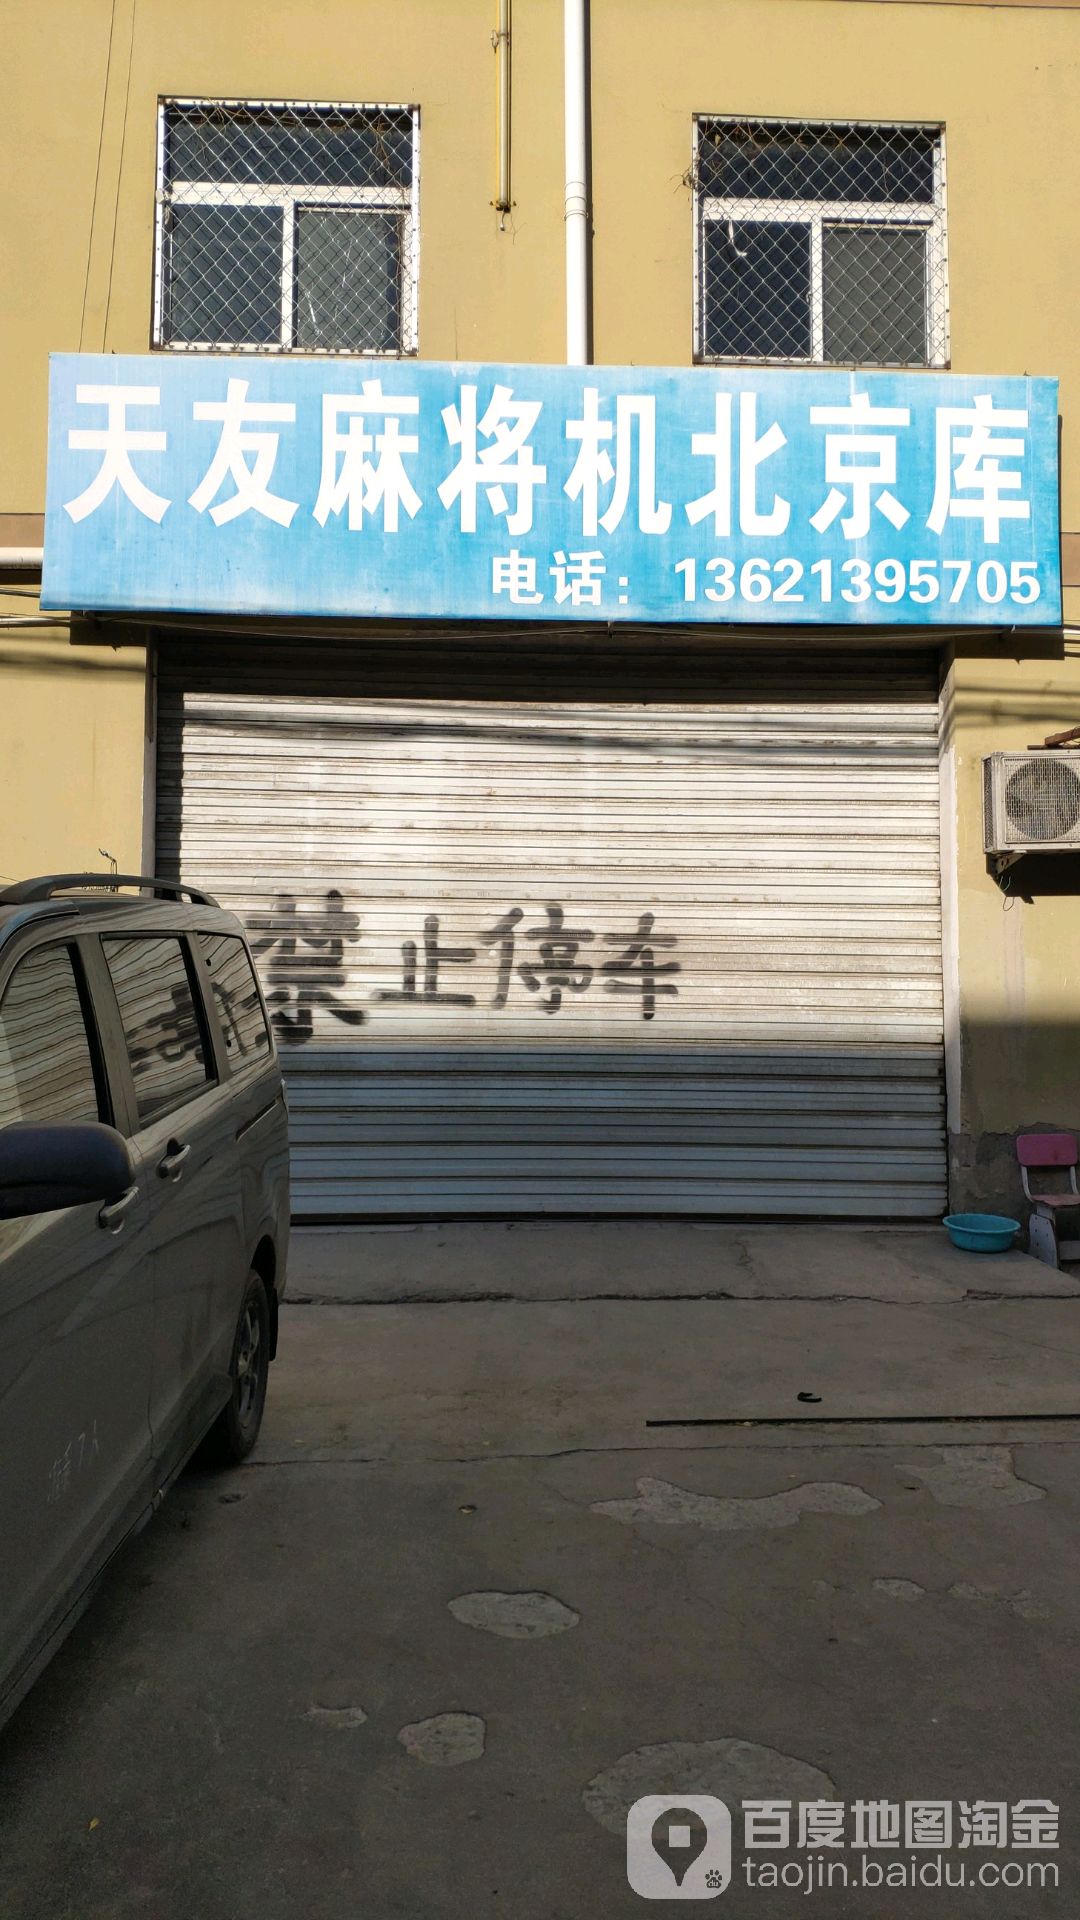 天友麻将机北京库
电话：13621395705
禁止停车
百度地图淘金
taojin.baidu.com